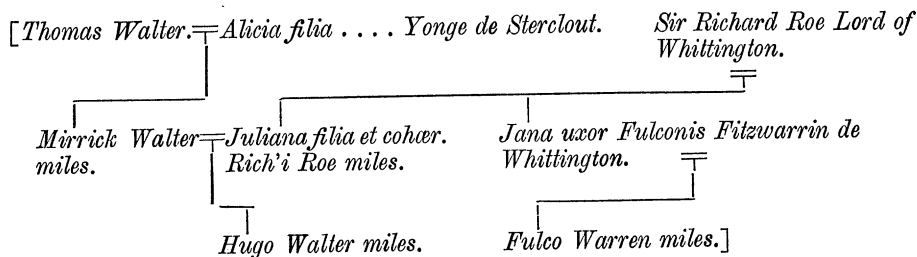 [Thomas Walter. Alicia filia . . . . Yonge de Sterclout. Sir Richard Roe Lord of
Whittington.
Mirrick Walter Juliana filia et cohær. Jana uxor Fulconis Fitzwarrin de
miles. Rich'i Roe miles. Whittington.
Hugo Walter miles. Fulco Warren miles.]